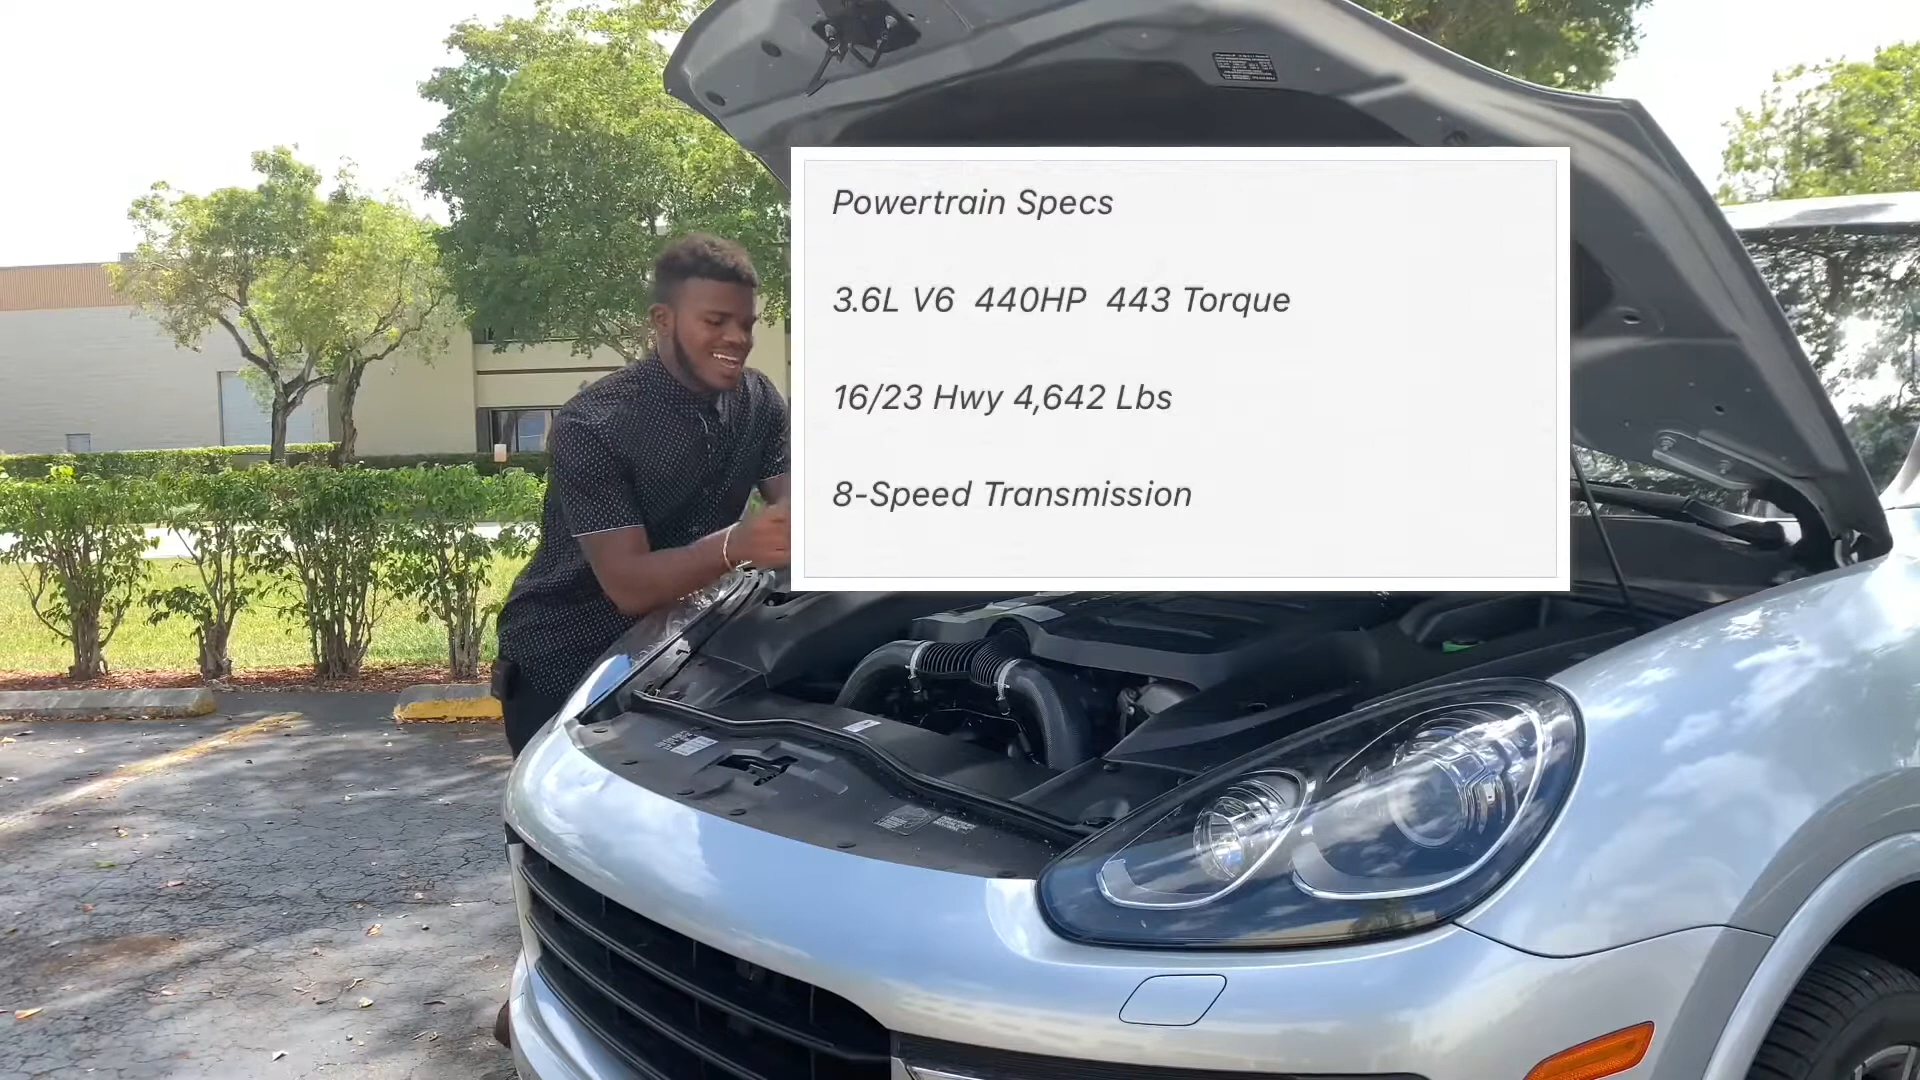 Powertrain Specs
3.6L V6 440HP 443 Torque
16/23 Hwy 4,642 Lbs
8-Speed Transmission